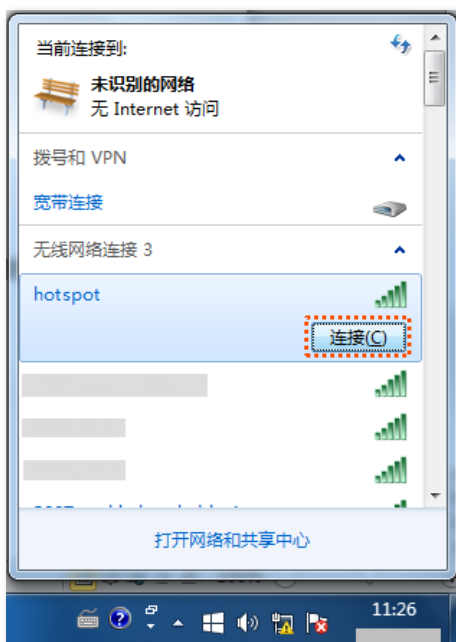 当前连接到:
未识别的网络
无 Internet 访问
拨号和 VPN
宽带连接
无线网络连接 3
hotspot
连接(C)
打开网络和共享中心
11:26